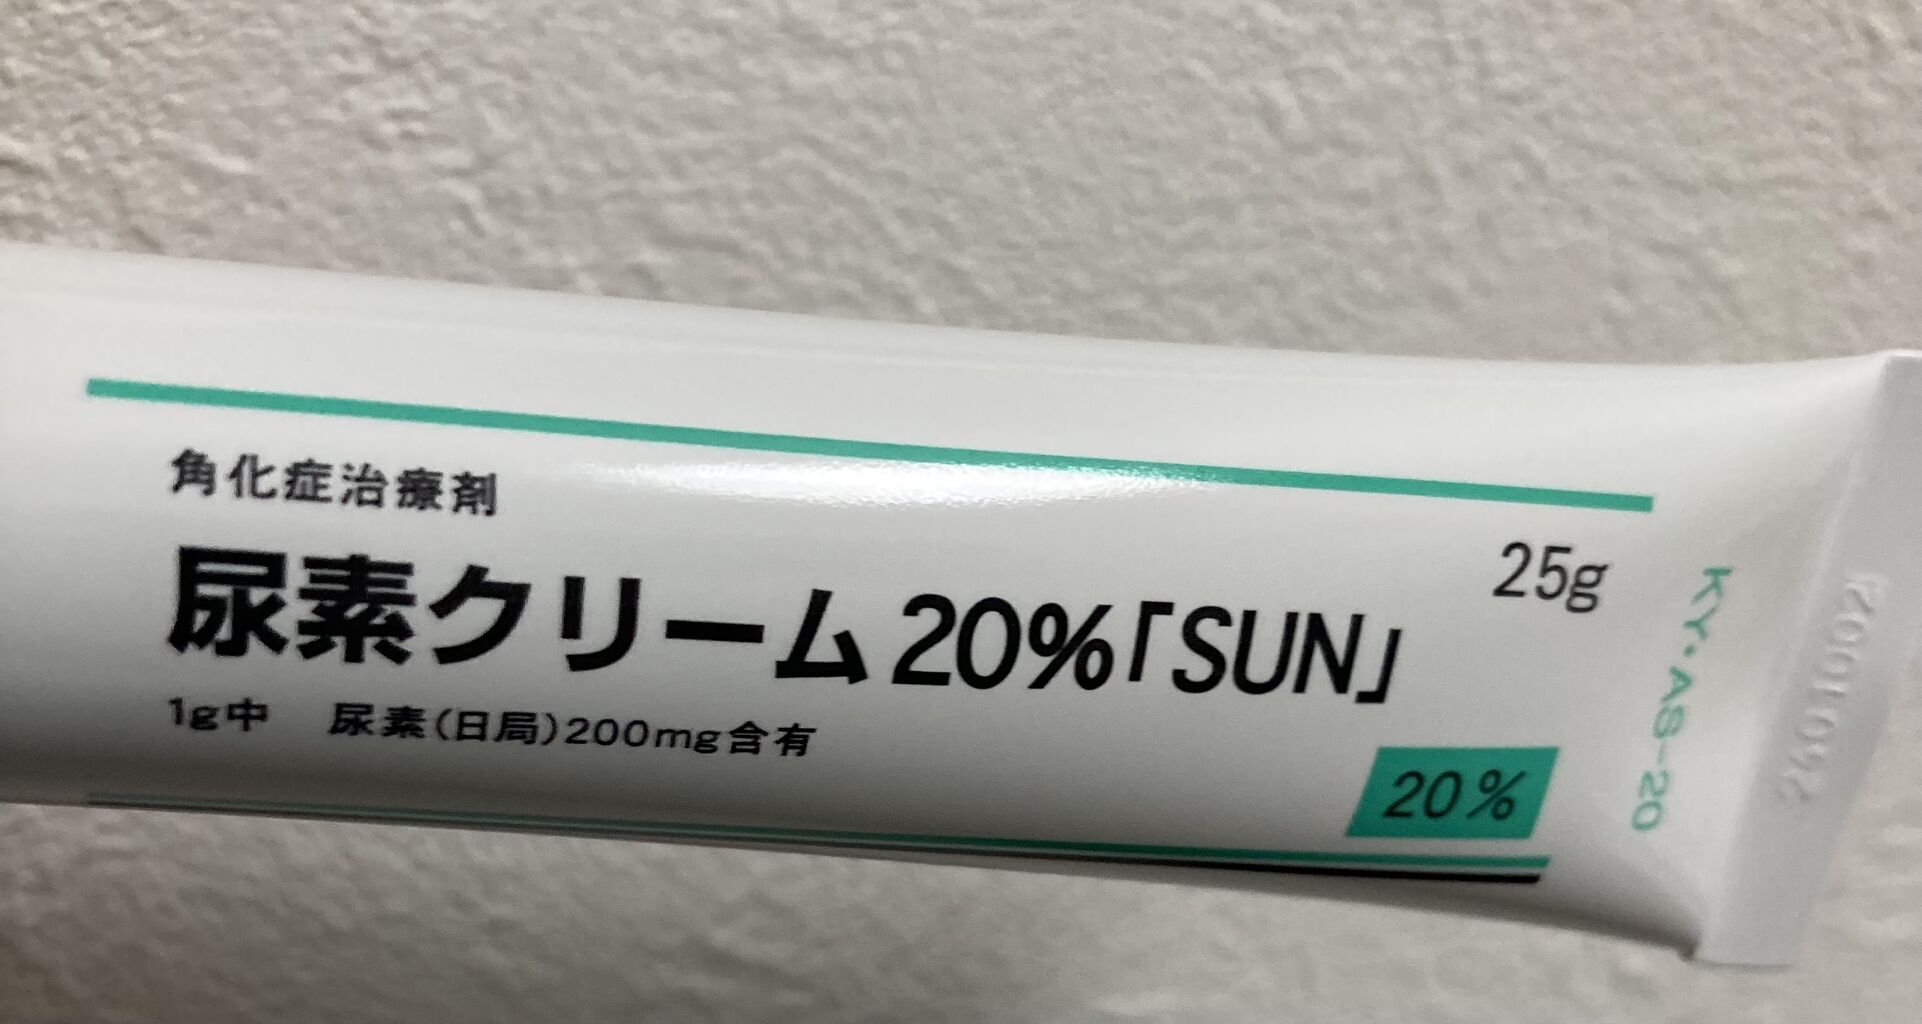 角化症治療剤
尿素クリーム20%「SUN」
25g
1g中 尿素(日局)200mg含有
20%
KY・AS-20